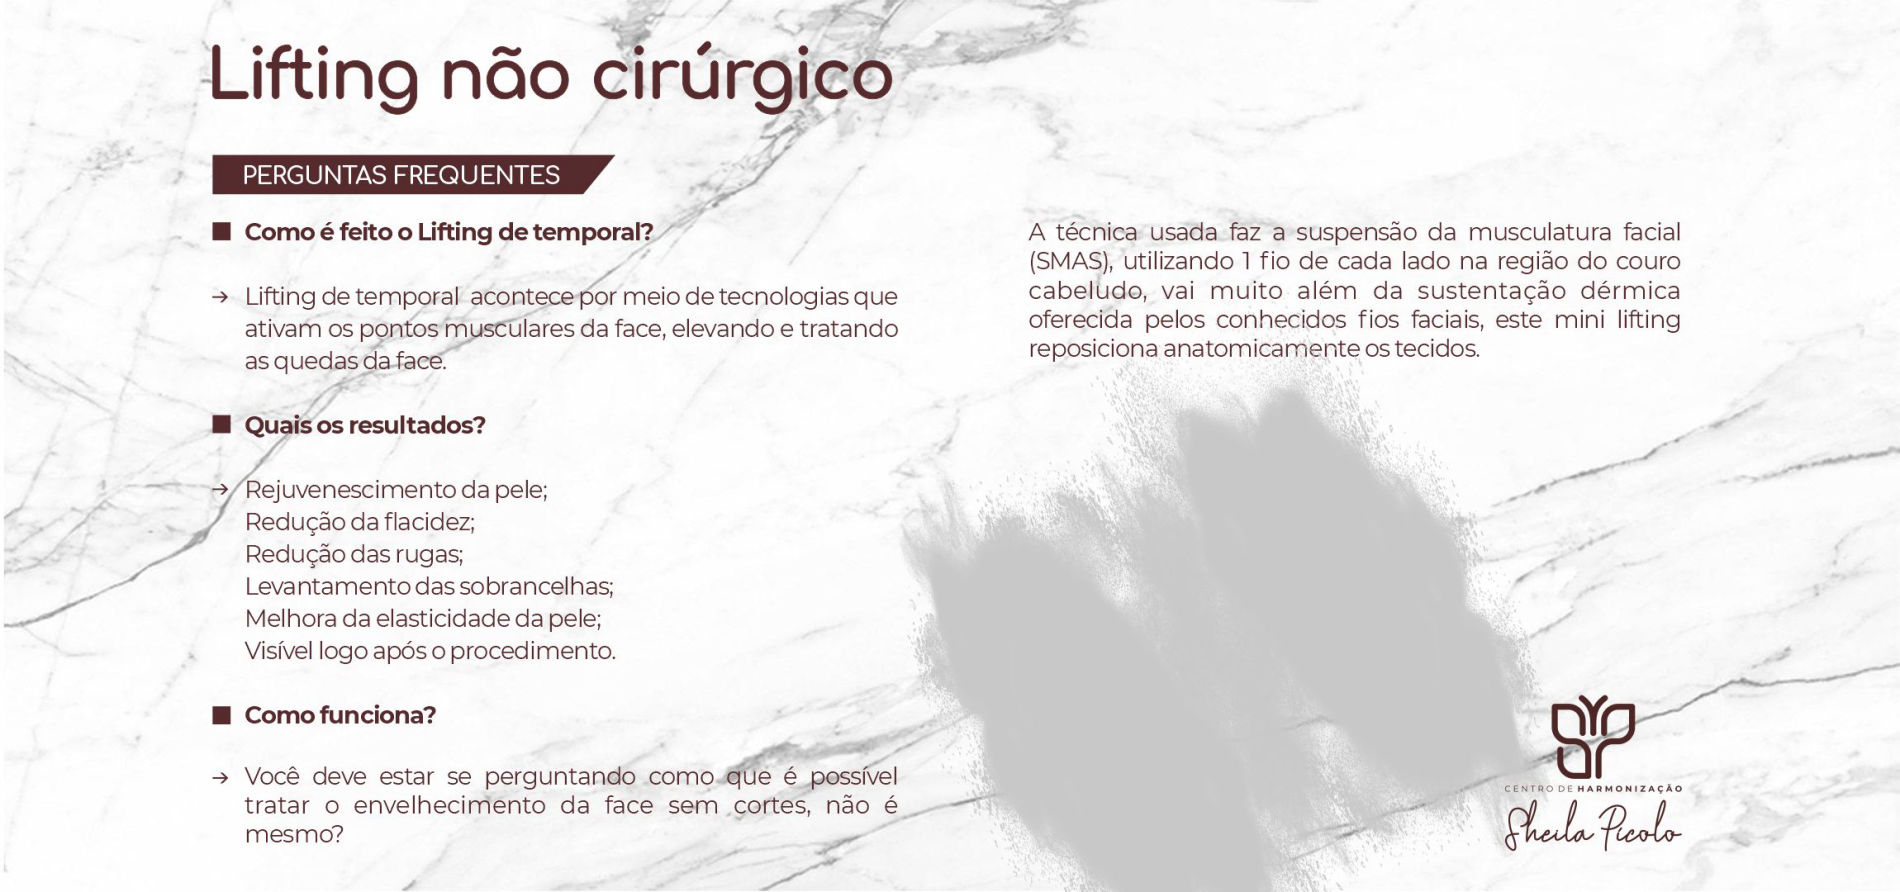 Lifting não cirúrgico
PERGUNTAS FREQUENTES
Como é feito o Lifting de temporal?
Lifting de temporal acontece por meio de tecnologias que
ativam os pontos musculares da face, elevando e tratando
as quedas da face.
Quais os resultados?
Rejuvenescimento da pele;
Redução da flacidez;
Redução das rugas;
Levantamento das sobrancelhas;
Melhora da elasticidade da pele;
Visível logo após o procedimento.
Como funciona?
Você deve estar se perguntando como que é possível
tratar o envelhecimento da face sem cortes, não é
mesmo?
A técnica usada faz a suspensão da musculatura facial
(SMAS), utilizando 1 fio de cada lado na região do couro
cabeludo, vai muito além da sustentação dérmica
oferecida pelos conhecidos fios faciais, este mini lifting
reposiciona anatomicamente os tecidos.
CENTRO DE HARMONIZAÇÃO
Sheila Picolo